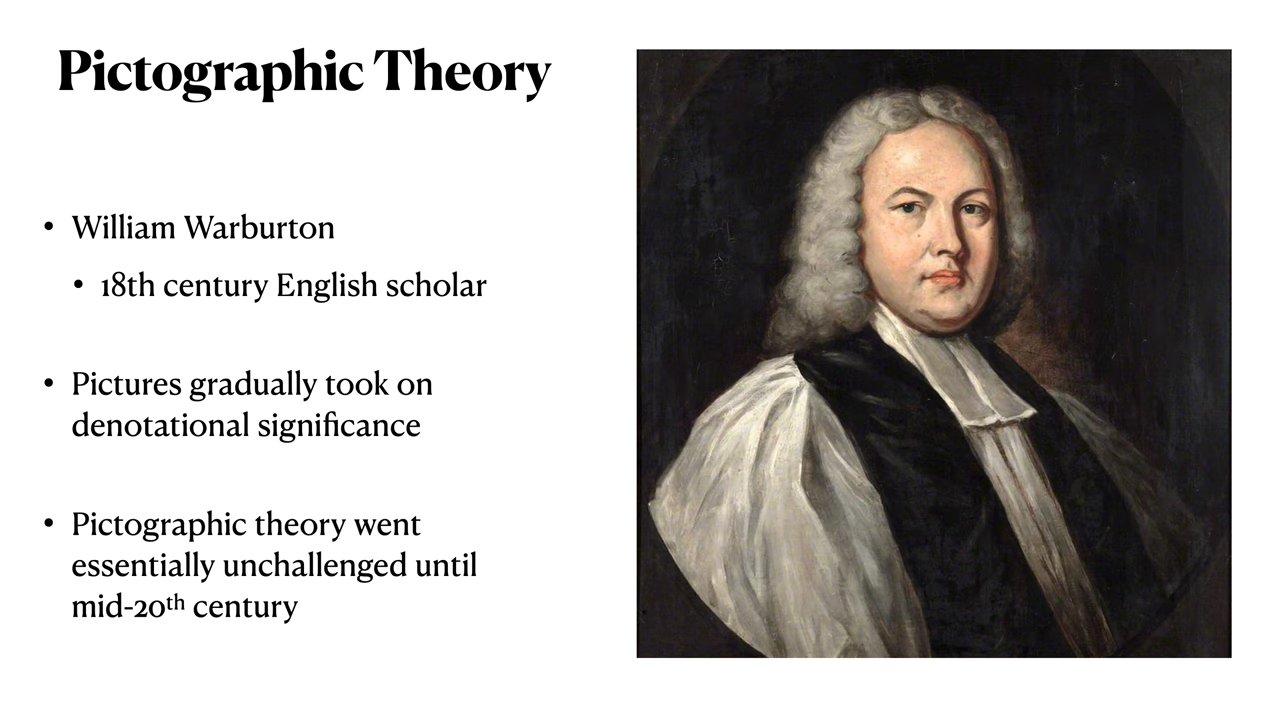 Pictographic Theory
• William Warburton
• 18th century English scholar
• Pictures gradually took on
denotational significance
• Pictographic theory went
essentially unchallenged until
mid-20th century